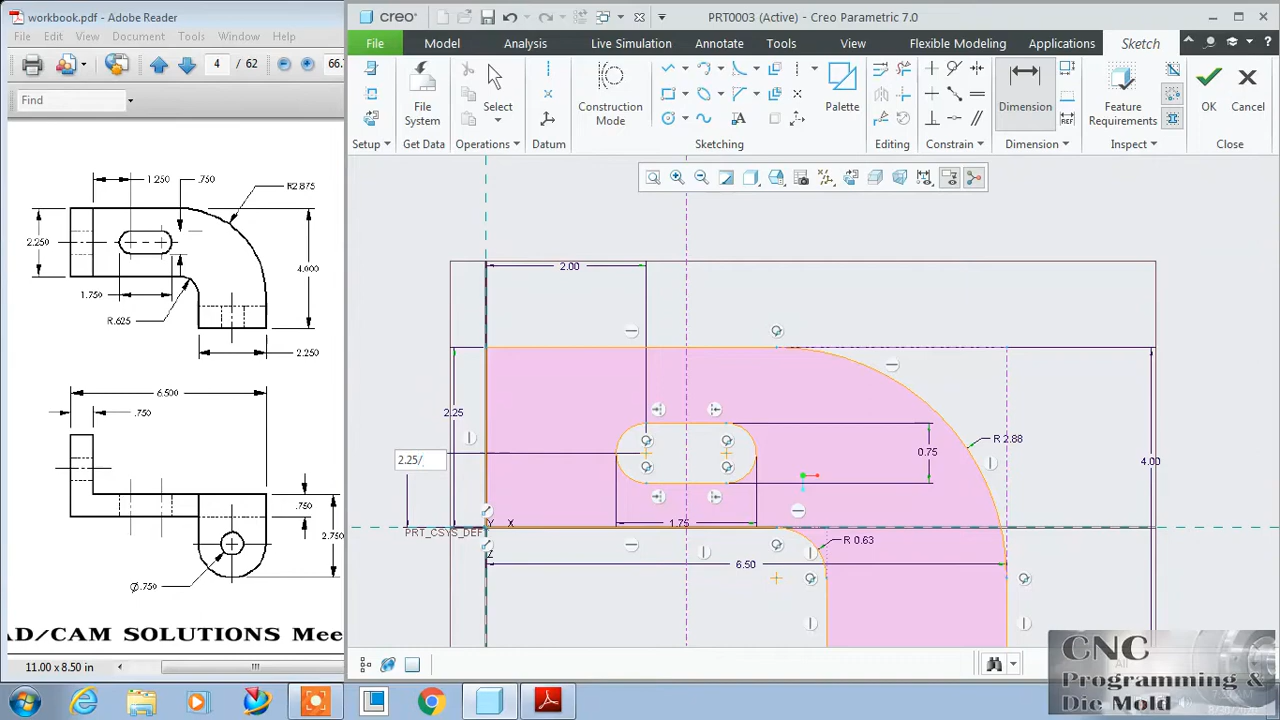 workbook.pdf - Adobe Reader
File Edit View Document Tools Window Help
4 / 62
66.
Find
1.250
.750
R2.875
2.250
4.000
1.750
R.625
2.250
6.500
.750
.750
2.750
Ø.750
AD/CAM SOLUTIONS Mee
11.00 x 8.50 in
creo
PRT0003 (Active) - Creo Parametric 7.0
File Model Analysis Live Simulation Annotate Tools View Flexible Modeling Applications Sketch
File System
Select
Construction Mode
Palette
Dimension
REF
Feature Requirements
OK
Cancel
Setup Get Data Operations Datum Sketching Editing Constrain Dimension Inspect Close
2.00
2.25
2.25/
0.75
R 2.88
4.00
1.75
Y X
PRT_CSYS_DEF
Z
R 0.63
6.50
All
CNC
Programming &
Die Mold